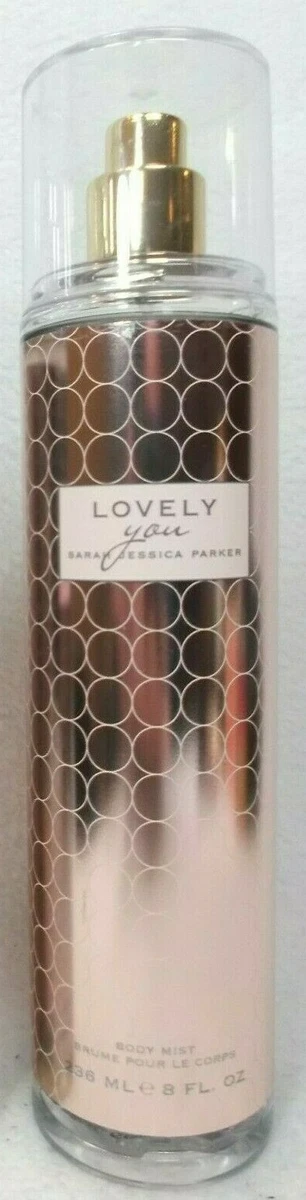 LOVELY
you
SARAH JESSICA PARKER
BODY MIST
BRUME POUR LE CORPS
236 ML e 8 FL. OZ